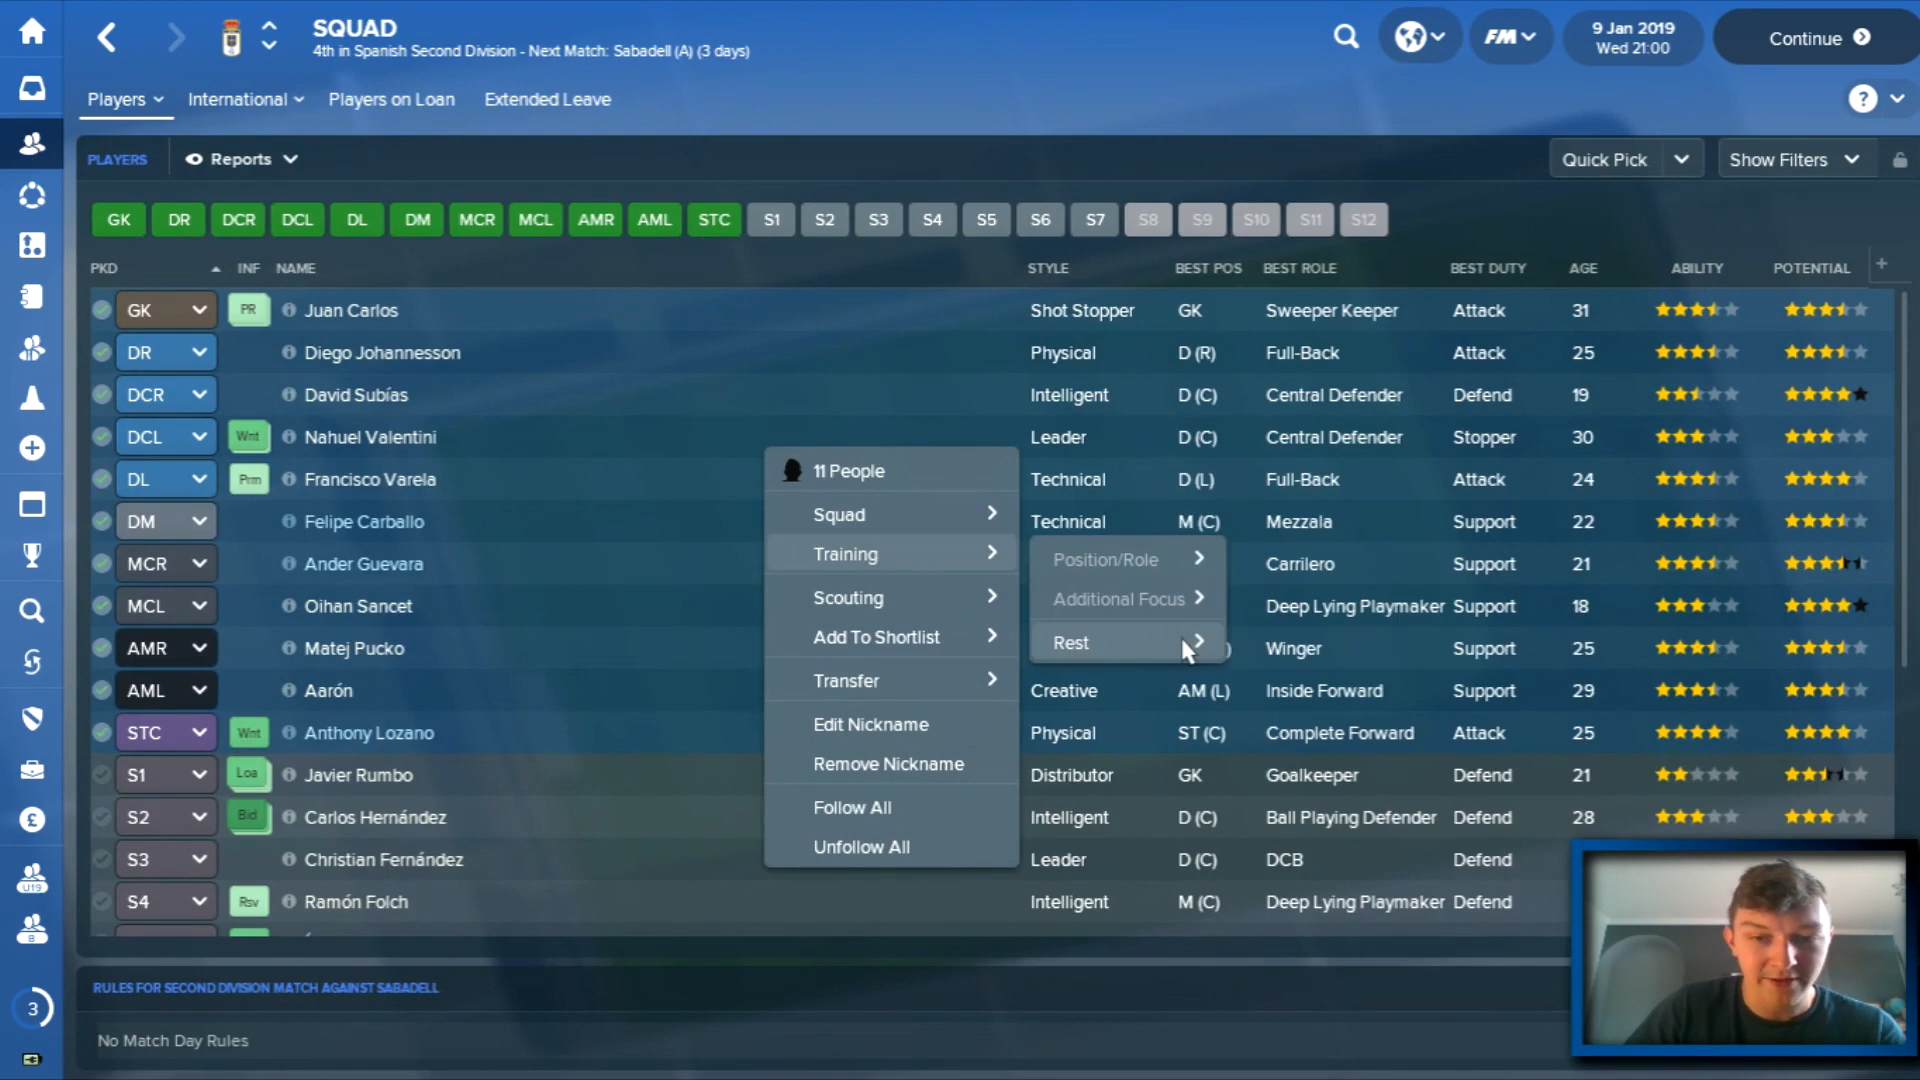 SQUAD
4th in Spanish Second Division - Next Match: Sabadell (A) (3 days)
FM
9 Jan 2019
Wed 21:00
Continue
Players
International
Players on Loan
Extended Leave
?
PLAYERS
Reports
Quick Pick
Show Filters
GK DR DCR DCL DL DM MCR MCL AMR AML STC S1 S2 S3 S4 S5 S6 S7 S8 S9 S10 S11 S12
PKD INF NAME STYLE BEST POS BEST ROLE BEST DUTY AGE ABILITY POTENTIAL +
GK PR Juan Carlos Shot Stopper GK Sweeper Keeper Attack 31
DR Diego Johannesson Physical D (R) Full-Back Attack 25
DCR David Subías Intelligent D (C) Central Defender Defend 19
DCL Wnt Nahuel Valentini Leader D (C) Central Defender Stopper 30
DL Prm Francisco Varela Technical D (L) Full-Back Attack 24
DM Felipe Carballo Technical M (C) Mezzala Support 22
MCR Ander Guevara Carrilero Support 21
MCL Oihan Sancet Deep Lying Playmaker Support 18
AMR Matej Pucko ) Winger Support 25
AML Aarón Creative AM (L) Inside Forward Support 29
STC Wnt Anthony Lozano Physical ST (C) Complete Forward Attack 25
S1 Loa Javier Rumbo Distributor GK Goalkeeper Defend 21
S2 Bid Carlos Hernández Intelligent D (C) Ball Playing Defender Defend 28
S3 Christian Fernández Leader D (C) DCB Defend
S4 Rsv Ramón Folch Intelligent M (C) Deep Lying Playmaker Defend
11 People
Squad
Training
Scouting
Add To Shortlist
Transfer
Edit Nickname
Remove Nickname
Follow All
Unfollow All
Position/Role
Additional Focus
Rest
RULES FOR SECOND DIVISION MATCH AGAINST SABADELL
No Match Day Rules
U19
B
3